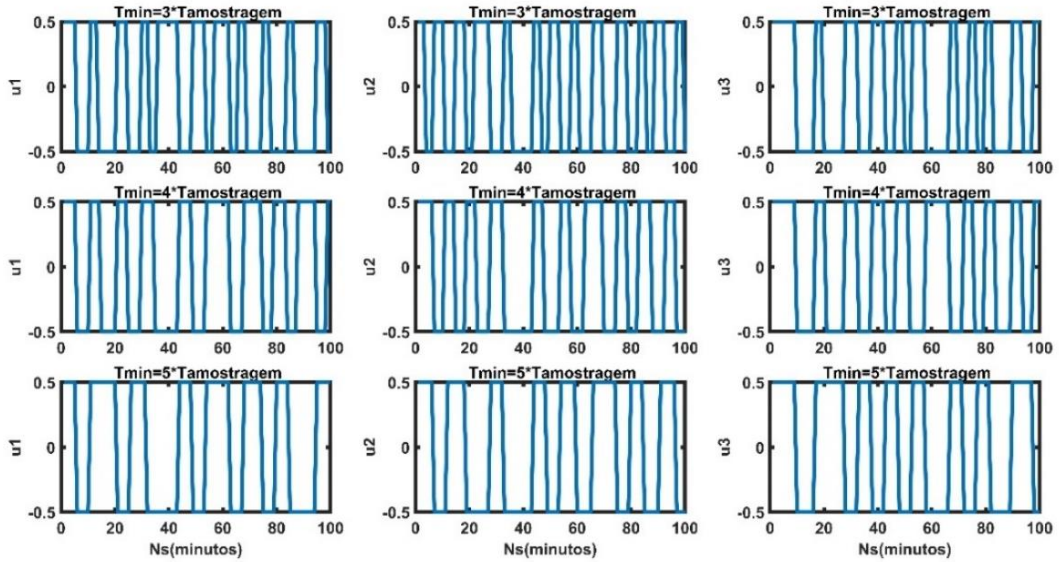 Tmin=3*Tamostragem Tmin=3*Tamostragem Tmin=3*Tamostragem
0.5 0.5 0.5
u1 0 u2 0 u3 0
-0.5 -0.5 -0.5
0 20 40 60 80 100 0 20 40 60 80 100 0 20 40 60 80 100
Tmin=4*Tamostragem Tmin=4*Tamostragem Tmin=4*Tamostragem
0.5 0.5 0.5
u1 0 u2 0 u3 0
-0.5 -0.5 -0.5
0 20 40 60 80 100 0 20 40 60 80 100 0 20 40 60 80 100
Tmin=5*Tamostragem Tmin=5*Tamostragem Tmin=5*Tamostragem
0.5 0.5 0.5
u1 0 u2 0 u3 0
-0.5 -0.5 -0.5
0 20 40 60 80 100 0 20 40 60 80 100 0 20 40 60 80 100
Ns(minutos) Ns(minutos) Ns(minutos)